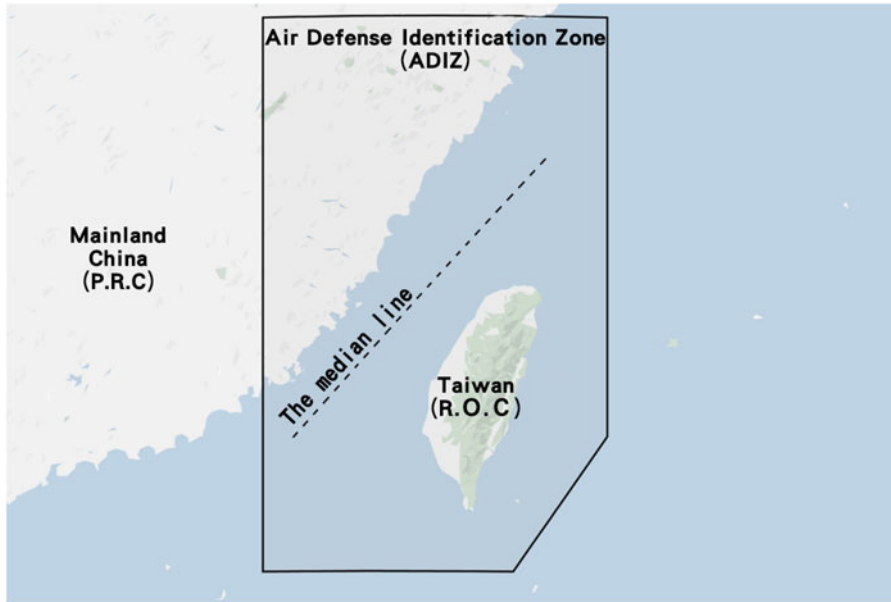 Air Defense Identification Zone
(ADIZ)
Mainland
China
(P.R.C)
The median line
Taiwan
(R.O.C)